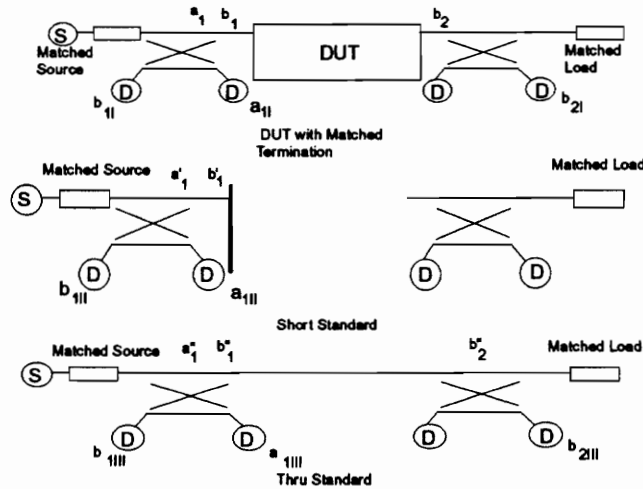 a1 b1 b2
S DUT
Matched Source Matched Load
D D D D
b1I a1I b2I
DUT with Matched Termination
Matched Source a'1 b'1 Matched Load
S
D D D D
b1II a1II
Short Standard
Matched Source a"1 b"1 b"2 Matched Load
S
D D D D
b1III a1III b2III
Thru Standard